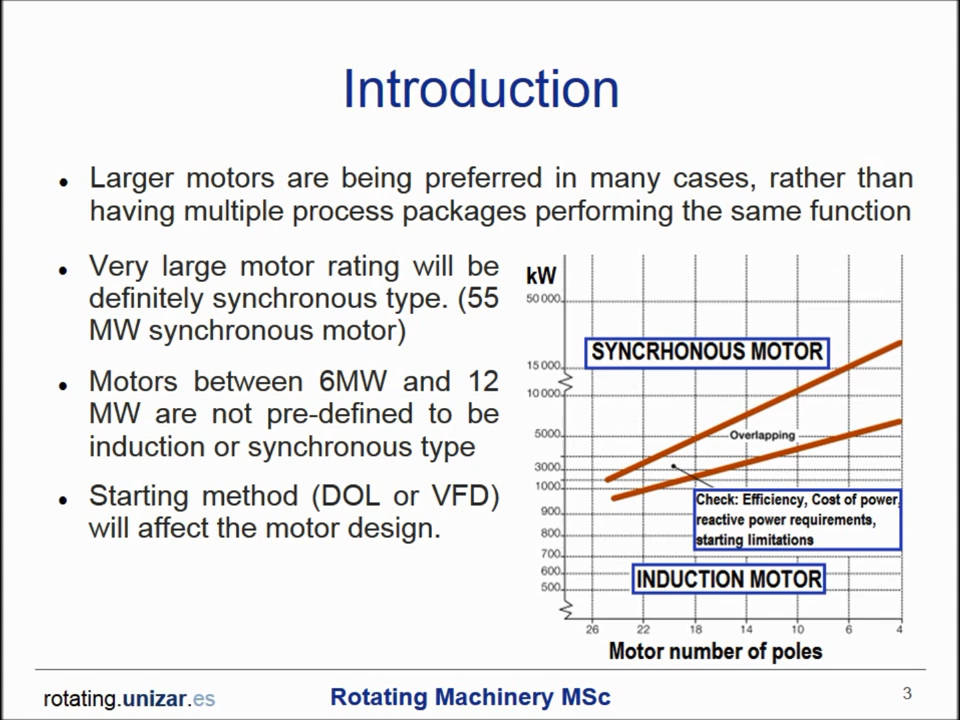 Introduction
• Larger motors are being preferred in many cases, rather than
having multiple process packages performing the same function
• Very large motor rating will be
definitely synchronous type. (55
MW synchronous motor)
• Motors between 6MW and 12
MW are not pre-defined to be
induction or synchronous type
• Starting method (DOL or VFD)
will affect the motor design.
kW
50 000
SYNCRHONOUS MOTOR
15 000
10 000
5000
Overlapping
3000
1000
Check: Efficiency, Cost of power,
reactive power requirements,
starting limitations
900
800
700
600
500
INDUCTION MOTOR
26 22 18 14 10 6 4
Motor number of poles
rotating.unizar.es
Rotating Machinery MSc
3